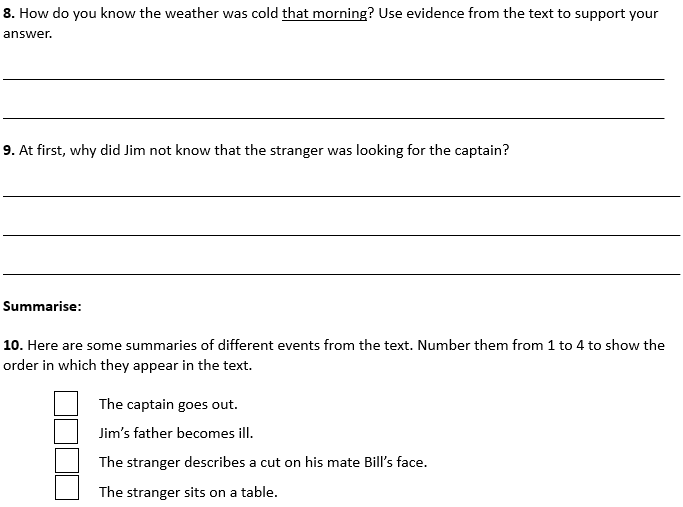 8. How do you know the weather was cold that morning? Use evidence from the text to support your
answer.
9. At first, why did Jim not know that the stranger was looking for the captain?
Summarise:
10. Here are some summaries of different events from the text. Number them from 1 to 4 to show the
order in which they appear in the text.
The captain goes out.
Jim’s father becomes ill.
The stranger describes a cut on his mate Bill’s face.
The stranger sits on a table.